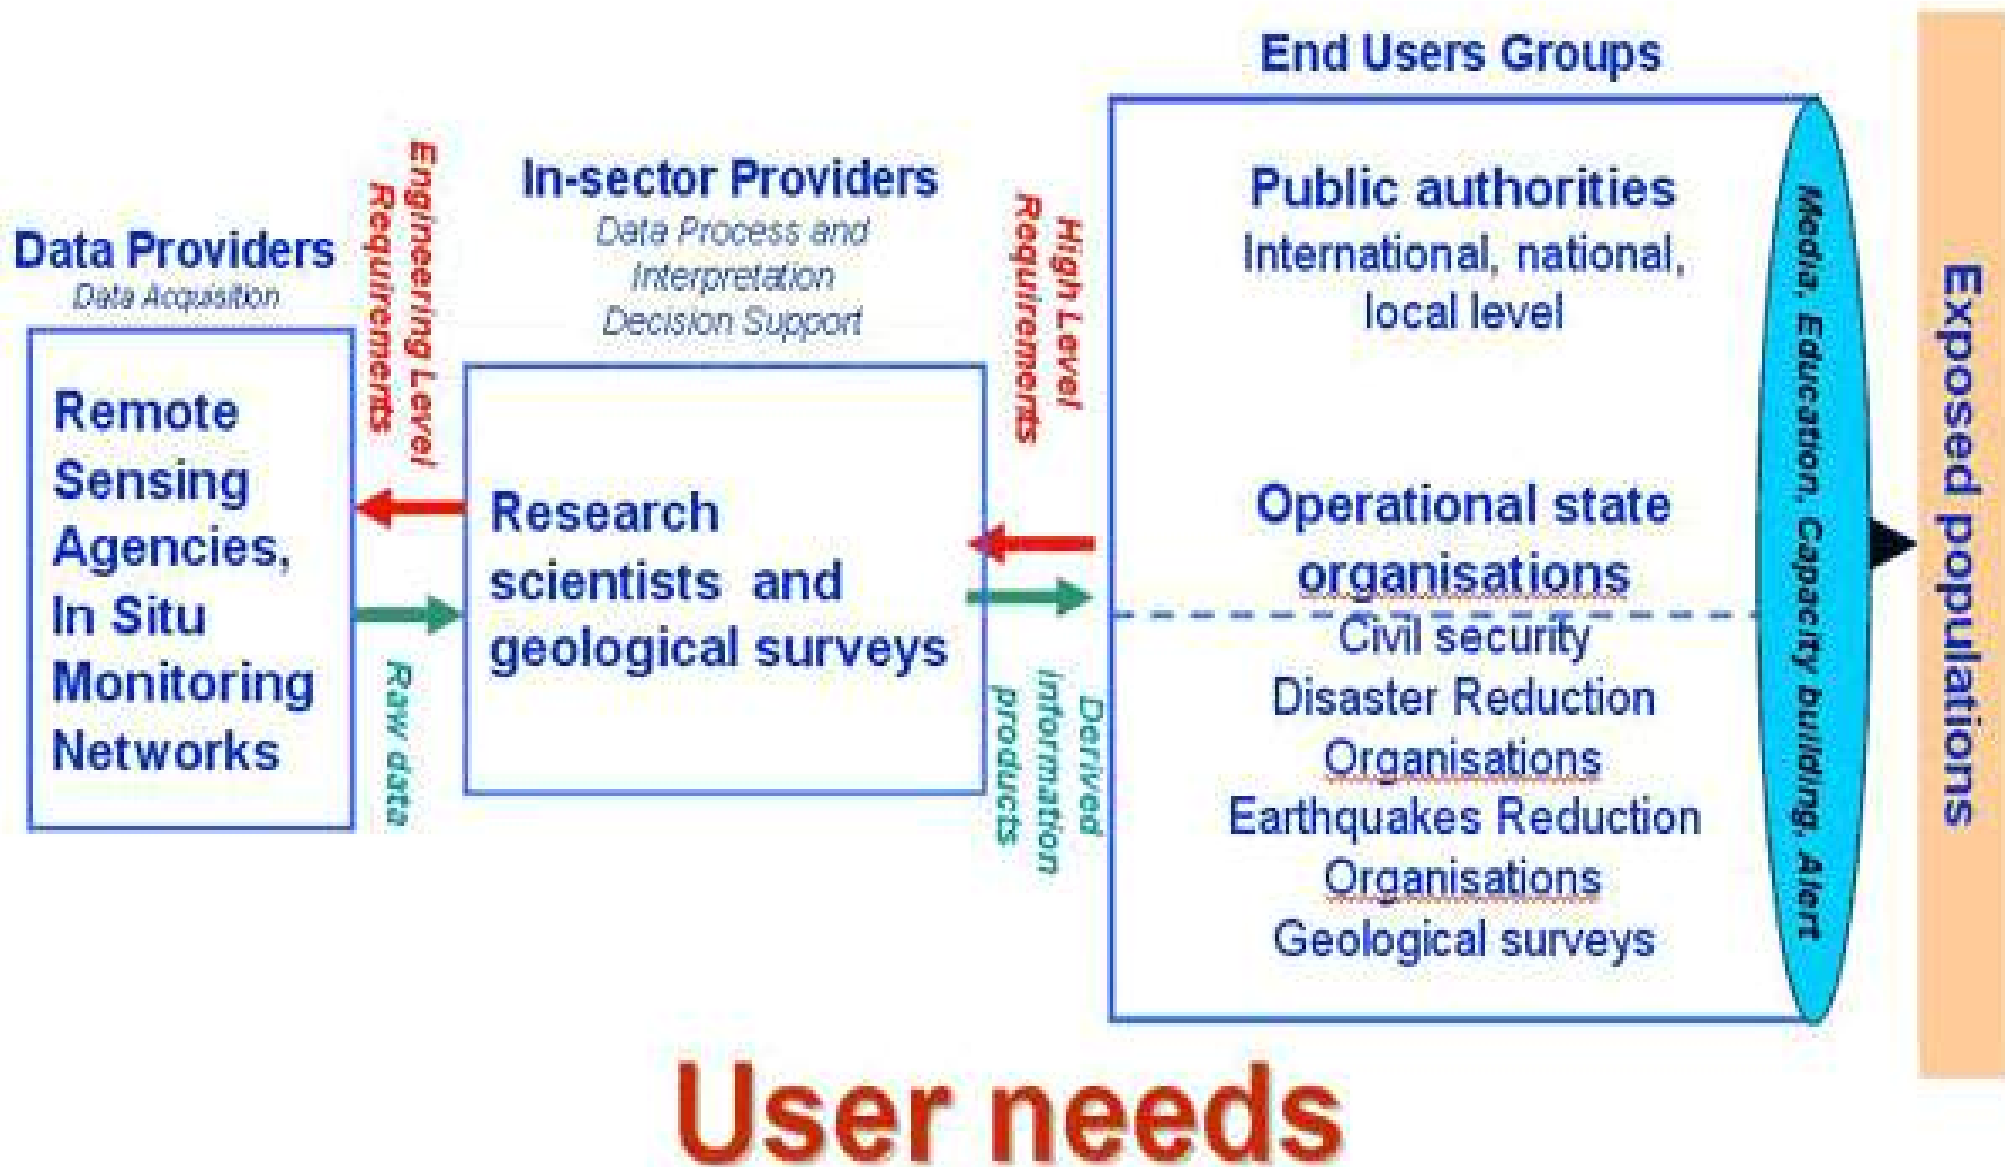 End Users Groups
Data Providers
Data Acquisition
Remote
Sensing
Agencies,
In Situ
Monitoring
Networks
Engineering Level
Requirements
Raw data
In-sector Providers
Data Process and
Interpretation
Decision Support
Research
scientists and
geological surveys
High Level
Requirements
Derived
information
products
Public authorities
International, national,
local level
Operational state
organisations
Civil security
Disaster Reduction
Organisations
Earthquakes Reduction
Organisations
Geological surveys
Media, Education, Capacity building, Alert
Exposed populations
User needs